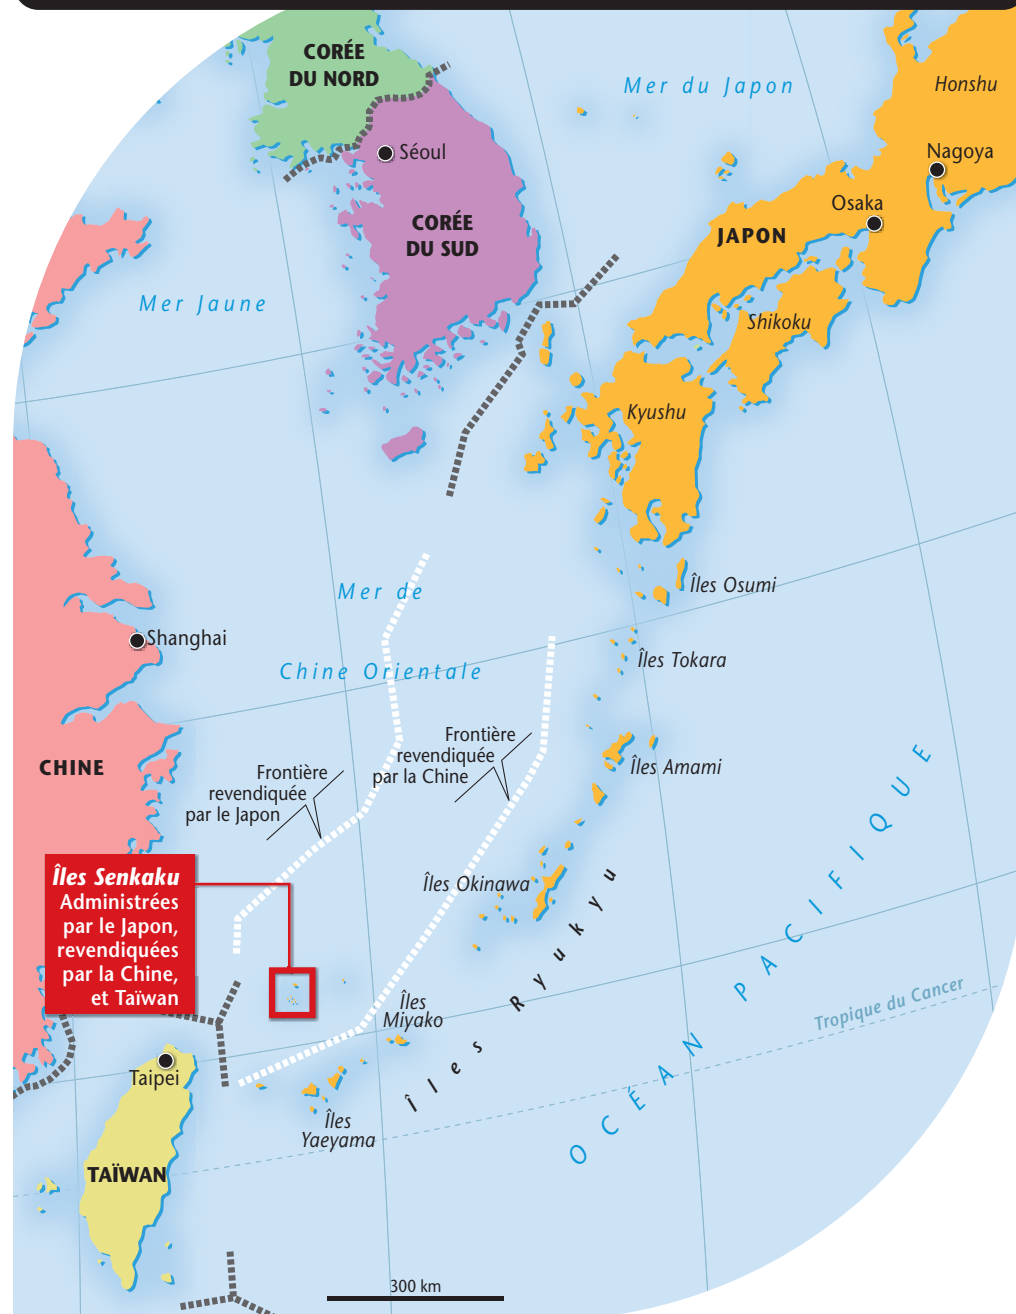 CORÉE
DU NORD
Mer du Japon
Honshu
Nagoya
Séoul
Osaka
CORÉE
DU SUD
JAPON
Mer Jaune
Shikoku
Kyushu
Mer de
Îles Osumi
Shanghai
Chine Orientale
Îles Tokara
Frontière
revendiquée
par la Chine
CHINE
Îles Amami
Frontière
revendiquée
par le Japon
OCÉAN PACIFIQUE
Îles Senkaku
Administrées
par le Japon,
revendiquées
par la Chine,
et Taïwan
Îles Okinawa
Îles Ryukyu
Îles
Miyako
Tropique du Cancer
Taipei
Îles
Yaeyama
TAÏWAN
300 km